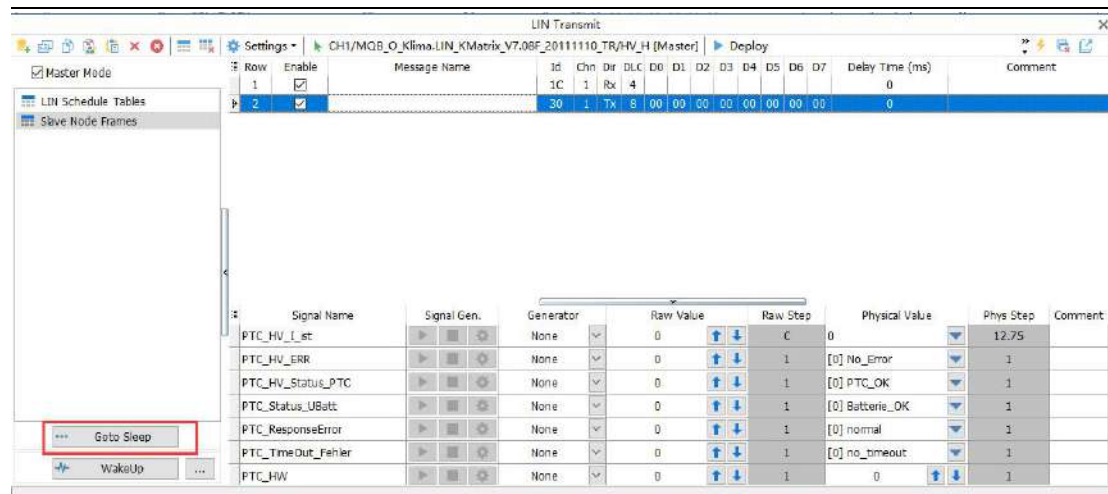 LIN Transmit
Settings CH1/MQB_O_Klima.LIN_KMatrix_V7.08F_20111110_TR/HV_H [Master] Deploy
Master Mode
LIN Schedule Tables
Slave Node Frames
Row Enable Message Name Id Chn Dir DLC D0 D1 D2 D3 D4 D5 D6 D7 Delay Time (ms) Comment
1 1C 1 Rx 4 0
2 30 1 Tx 8 00 00 00 00 00 00 00 00 0
Signal Name Signal Gen. Generator Raw Value Raw Step Physical Value Phys Step Comment
PTC_HV_I_ist None 0 C 0 12.75
PTC_HV_ERR None 0 1 [0] No_Error 1
PTC_HV_Status_PTC None 0 1 [0] PTC_OK 1
PTC_Status_UBatt None 0 1 [0] Batterie_OK 1
PTC_ResponseError None 0 1 [0] normal 1
PTC_TimeOut_Fehler None 0 1 [0] no_timeout 1
PTC_HW None 0 1 0 1
Goto Sleep
WakeUp ...